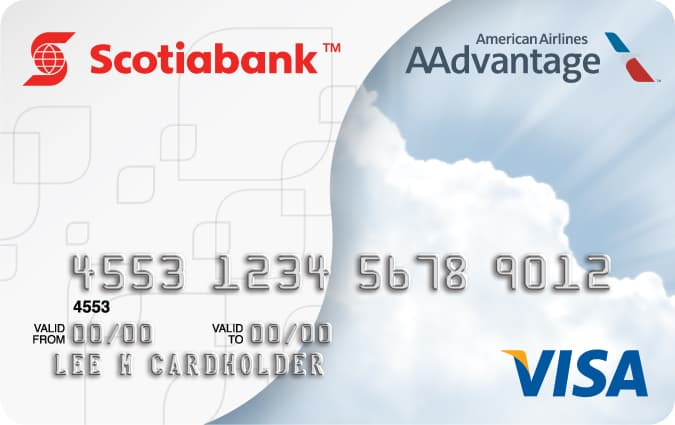 Scotiabank™
American Airlines
AAdvantage
4553 1234 5678 9012
4553
VALID FROM 00/00 VALID TO 00/00
LEE M CARDHOLDER
VISA